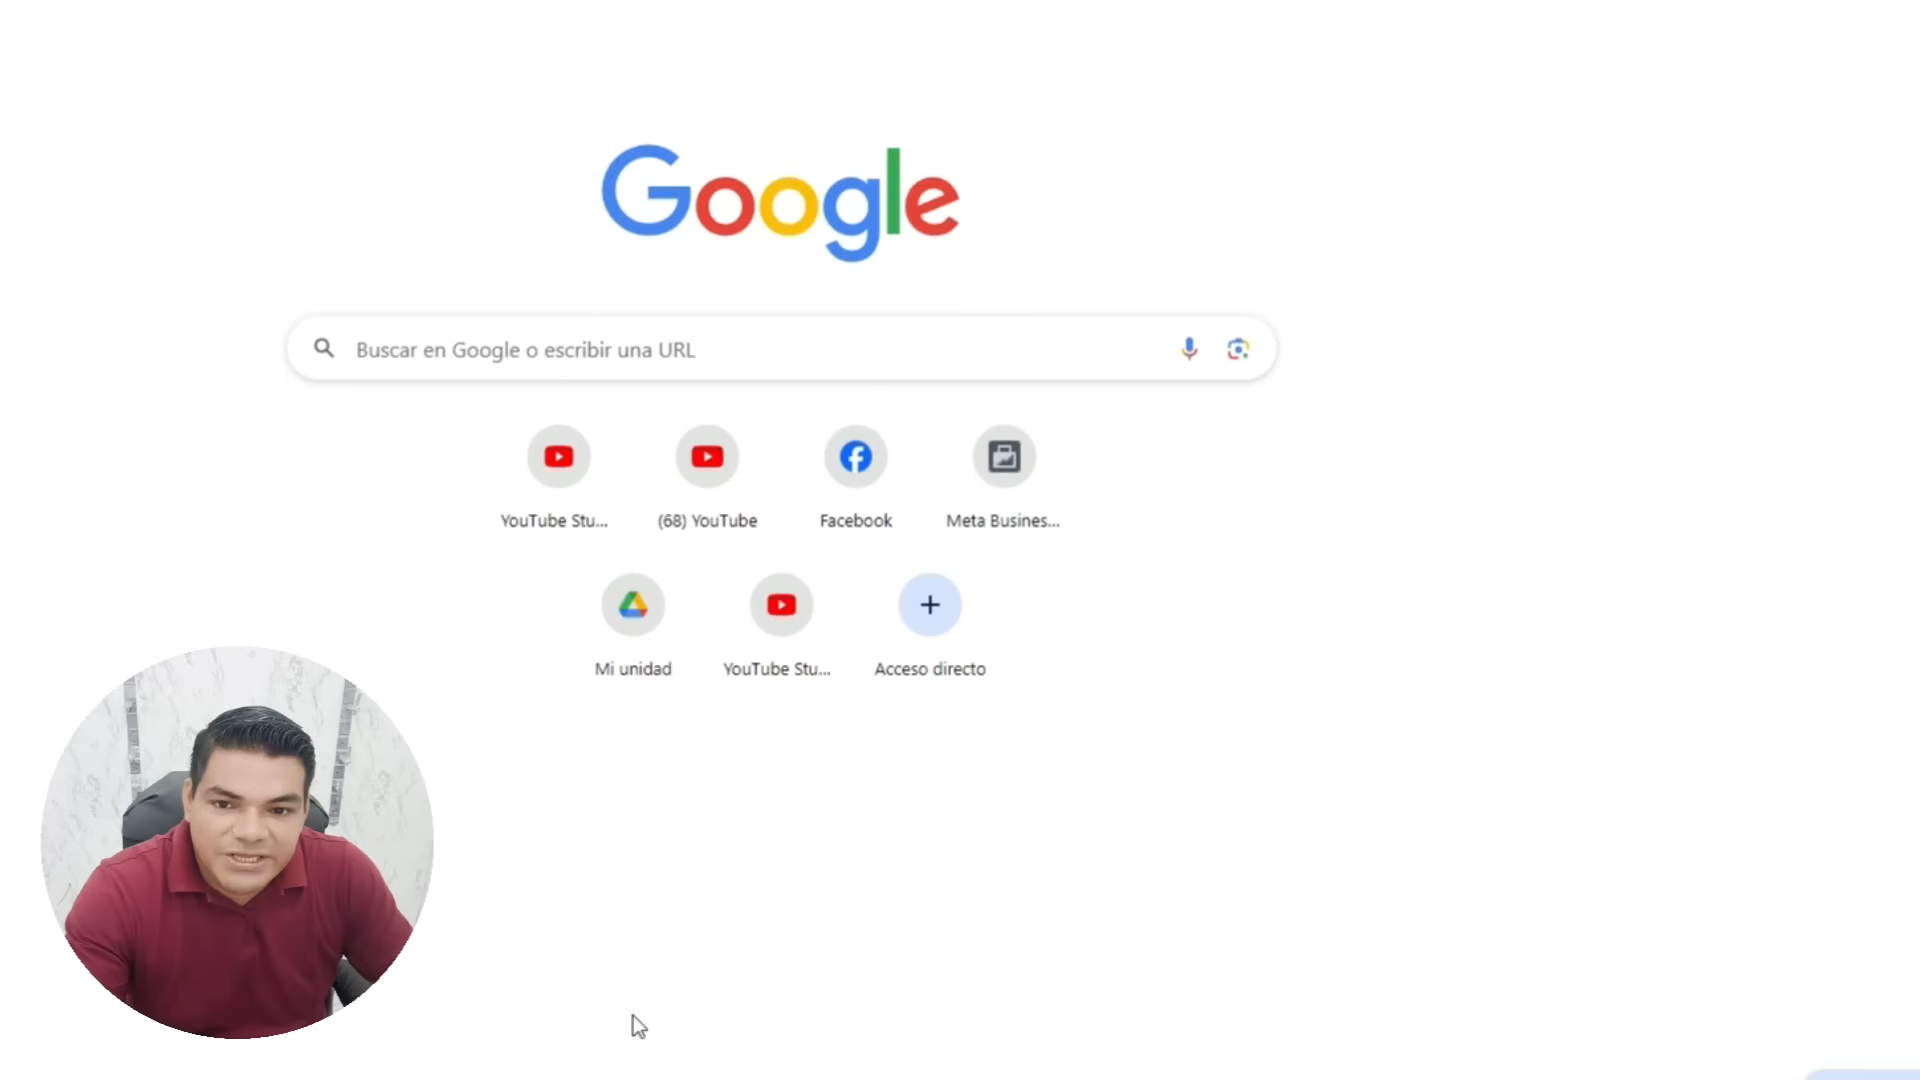 Google
Buscar en Google o escribir una URL
YouTube Stu...
(68) YouTube
Facebook
Meta Busines...
Mi unidad
YouTube Stu...
Acceso directo